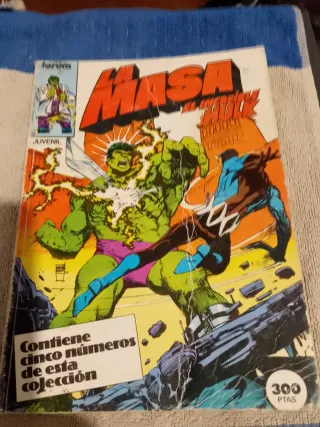 forum
JUVENIL
LA
MASA
EL INCREIBLE
HULK
Contiene
cinco números
de esta
colección
300
PTAS